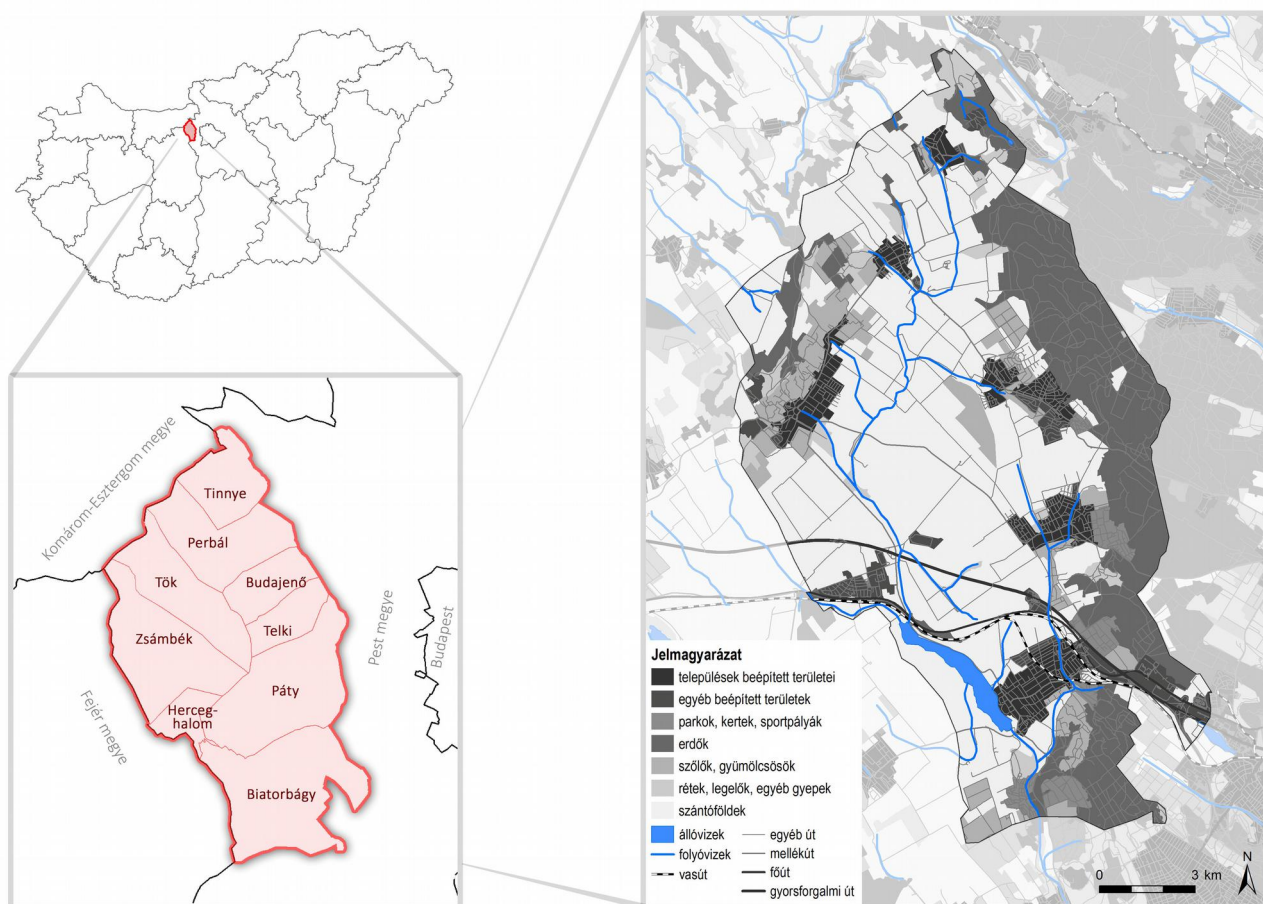 Komárom-Esztergom megye
Tinnye
Perbál
Tök
Budajenő
Zsámbék
Telki
Páty
Herceg-
halom
Biatorbágy
Fejér megye
Pest megye
Budapest
Jelmagyarázat
települések beépített területei
egyéb beépített területek
parkok, kertek, sportpályák
erdők
szőlők, gyümölcsösök
rétek, legelők, egyéb gyepek
szántóföldek
állóvizek
folyóvizek
vasút
egyéb út
mellékút
főút
gyorsforgalmi út
0 3 km
N